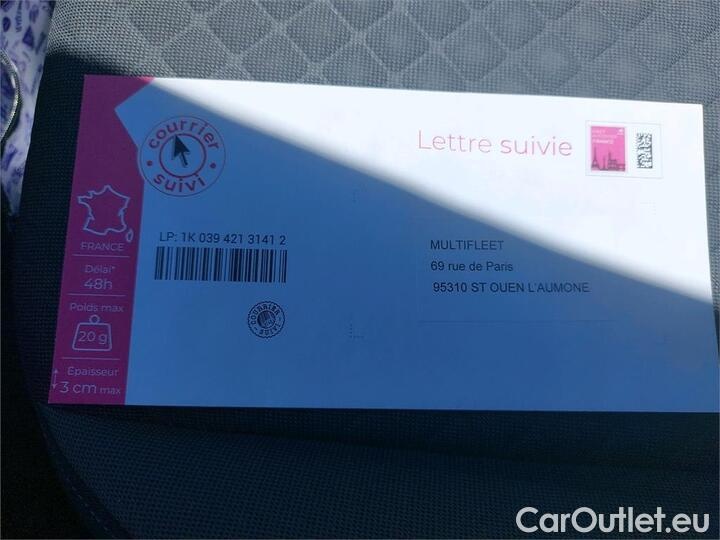 courrier
suivi
Lettre suivie
FRANCE
Délai*
48h
Poids max
20 g
Épaisseur
3 cm max
LP: 1K 039 421 3141 2
MULTIFLEET
69 rue de Paris
95310 ST OUEN L'AUMONE
CarOutlet.eu